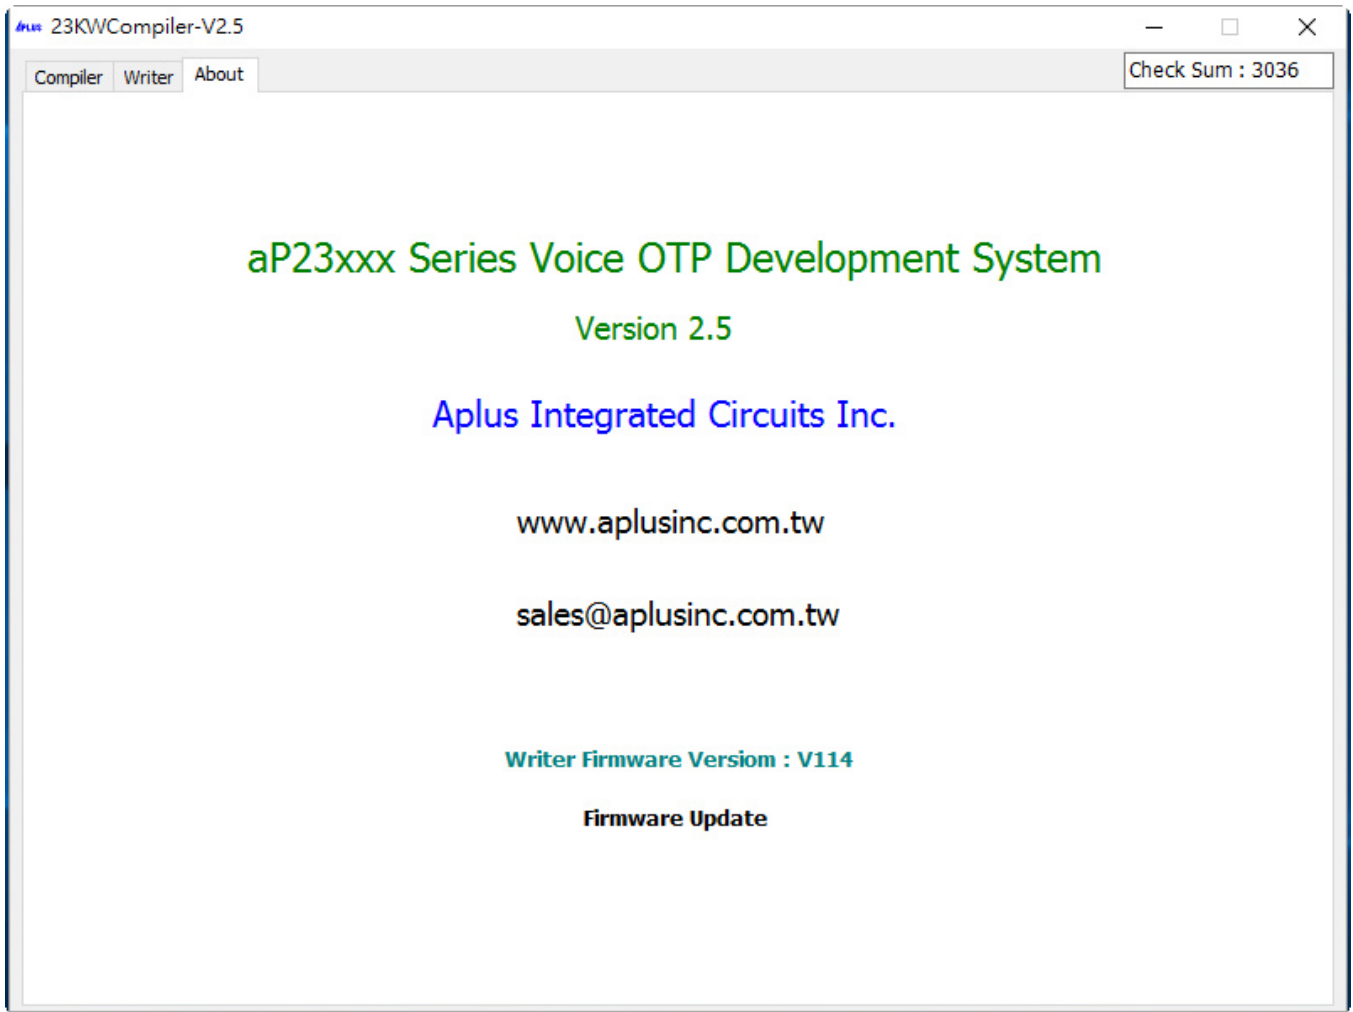 APLUS 23KWCompiler-V2.5
Compiler Writer About
Check Sum : 3036
aP23xxx Series Voice OTP Development System
Version 2.5
Aplus Integrated Circuits Inc.
www.aplusinc.com.tw
sales@aplusinc.com.tw
Writer Firmware Versiom : V114
Firmware Update